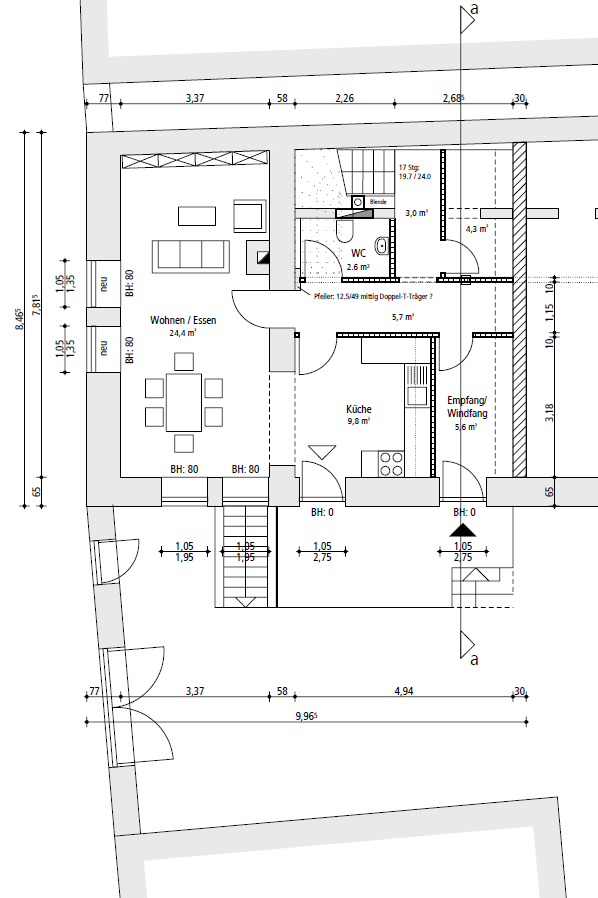 a
77 3,37 58 2,26 2,68⁵ 30
17 Stg:
19.7 / 24.0
Blende
3,0 m²
4,3 m²
WC
2.6 m²
1,05
1,35
neu
BH: 80
Pfeiler: 12.5/49 mittig Doppel-T-Träger ?
5,7 m²
10
1,15
10
8,46⁵
7,81⁵
Wohnen / Essen
24,4 m²
1,05
1,35
neu
BH: 80
Küche
9,8 m²
Empfang/
Windfang
5,6 m²
3,18
BH: 80 BH: 80
65
65
BH: 0
BH: 0
1,05
1,95
1,05
1,95
1,05
2,75
1,05
2,75
a
77 3,37 58 4,94 30
9,96⁵